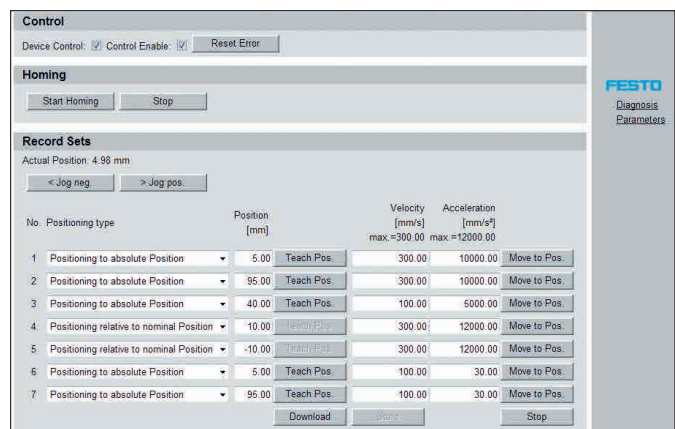 Control
Device Control: Control Enable: Reset Error
Homing
Start Homing Stop
FESTO
Diagnosis
Parameters
Record Sets
Actual Position: 4.98 mm
< Jog neg. > Jog pos.
No. Positioning type Position [mm] Velocity [mm/s] max.=300.00 Acceleration [mm/s²] max.=12000.00
1 Positioning to absolute Position 5.00 Teach Pos. 300.00 10000.00 Move to Pos.
2 Positioning to absolute Position 95.00 Teach Pos. 300.00 10000.00 Move to Pos.
3 Positioning to absolute Position 40.00 Teach Pos. 100.00 5000.00 Move to Pos.
4 Positioning relative to nominal Position 10.00 Teach Pos. 300.00 12000.00 Move to Pos.
5 Positioning relative to nominal Position -10.00 Teach Pos. 300.00 12000.00 Move to Pos.
6 Positioning to absolute Position 5.00 Teach Pos. 100.00 30.00 Move to Pos.
7 Positioning to absolute Position 95.00 Teach Pos. 100.00 30.00 Move to Pos.
Download Store Stop